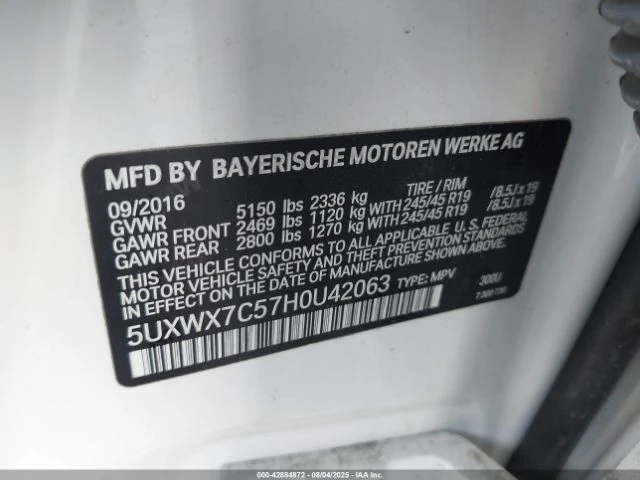 MFD BY BAYERISCHE MOTOREN WERKE AG
09/2016 TIRE / RIM
GVWR 5150 lbs 2336 kg
GAWR FRONT 2469 lbs 1120 kg WITH 245/45 R19 /8.5J x 19
GAWR REAR 2800 lbs 1270 kg WITH 245/45 R19 /8.5J x 19
THIS VEHICLE CONFORMS TO ALL APPLICABLE U. S. FEDERAL
MOTOR VEHICLE SAFETY AND THEFT PREVENTION STANDARDS
IN EFFECT ON THE DATE OF MANUFACTURE SHOWN ABOVE.
5UXWX7C57H0U42063 TYPE: MPV 300U
000-42884872 - 08/04/2025 - IAAI.COM